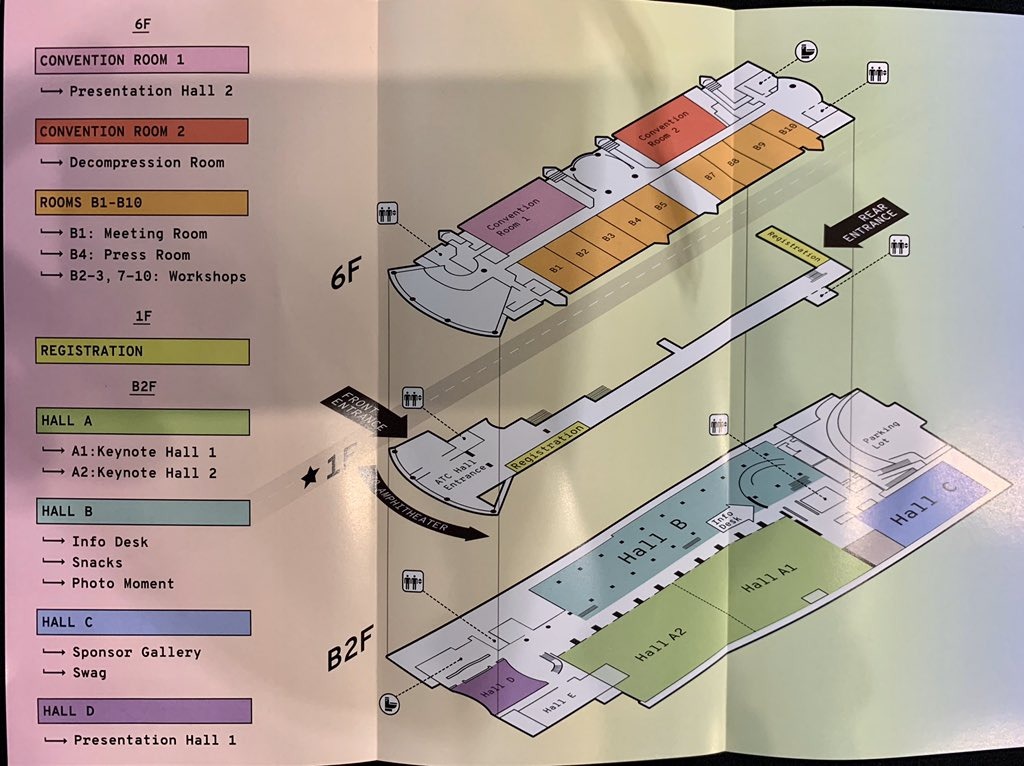 6F
CONVENTION ROOM 1
Presentation Hall 2
CONVENTION ROOM 2
Decompression Room
ROOMS B1-B10
B1: Meeting Room
B4: Press Room
B2-3, 7-10: Workshops
1F
REGISTRATION
B2F
HALL A
A1:Keynote Hall 1
A2:Keynote Hall 2
HALL B
Info Desk
Snacks
Photo Moment
HALL C
Sponsor Gallery
Swag
HALL D
Presentation Hall 1
6F
Convention
Room 1
Convention
Room 2
B1
B2
B3
B4
B5
B7
B8
B9
B10
REAR
ENTRANCE
Registration
FRONT
ENTRANCE
1F
ATC Hall
Entrance
Registration
AMPHITHEATER
B2F
Parking
Lot
Hall C
Hall B
Info
Desk
Hall A1
Hall A2
Hall D
Hall E